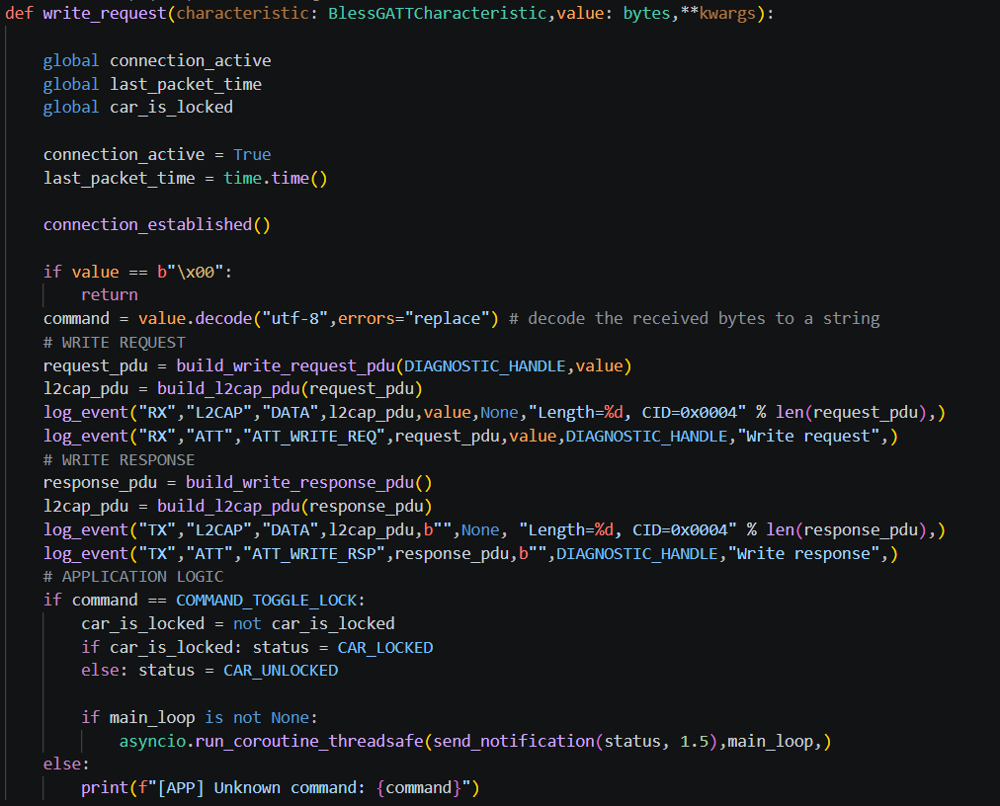 def write_request(characteristic: BlessGATTCharacteristic,value: bytes,**kwargs):
global connection_active
global last_packet_time
global car_is_locked
connection_active = True
last_packet_time = time.time()
connection_established()
if value == b"\x00":
return
command = value.decode("utf-8",errors="replace") # decode the received bytes to a string
# WRITE REQUEST
request_pdu = build_write_request_pdu(DIAGNOSTIC_HANDLE,value)
l2cap_pdu = build_l2cap_pdu(request_pdu)
log_event("RX","L2CAP","DATA",l2cap_pdu,value,None,"Length=%d, CID=0x0004" % len(request_pdu),)
log_event("RX","ATT","ATT_WRITE_REQ",request_pdu,value,DIAGNOSTIC_HANDLE,"Write request",)
# WRITE RESPONSE
response_pdu = build_write_response_pdu()
l2cap_pdu = build_l2cap_pdu(response_pdu)
log_event("TX","L2CAP","DATA",l2cap_pdu,b"",None, "Length=%d, CID=0x0004" % len(response_pdu),)
log_event("TX","ATT","ATT_WRITE_RSP",response_pdu,b"",DIAGNOSTIC_HANDLE,"Write response",)
# APPLICATION LOGIC
if command == COMMAND_TOGGLE_LOCK:
car_is_locked = not car_is_locked
if car_is_locked: status = CAR_LOCKED
else: status = CAR_UNLOCKED
if main_loop is not None:
asyncio.run_coroutine_threadsafe(send_notification(status, 1.5),main_loop,)
else:
print(f"[APP] Unknown command: {command}")